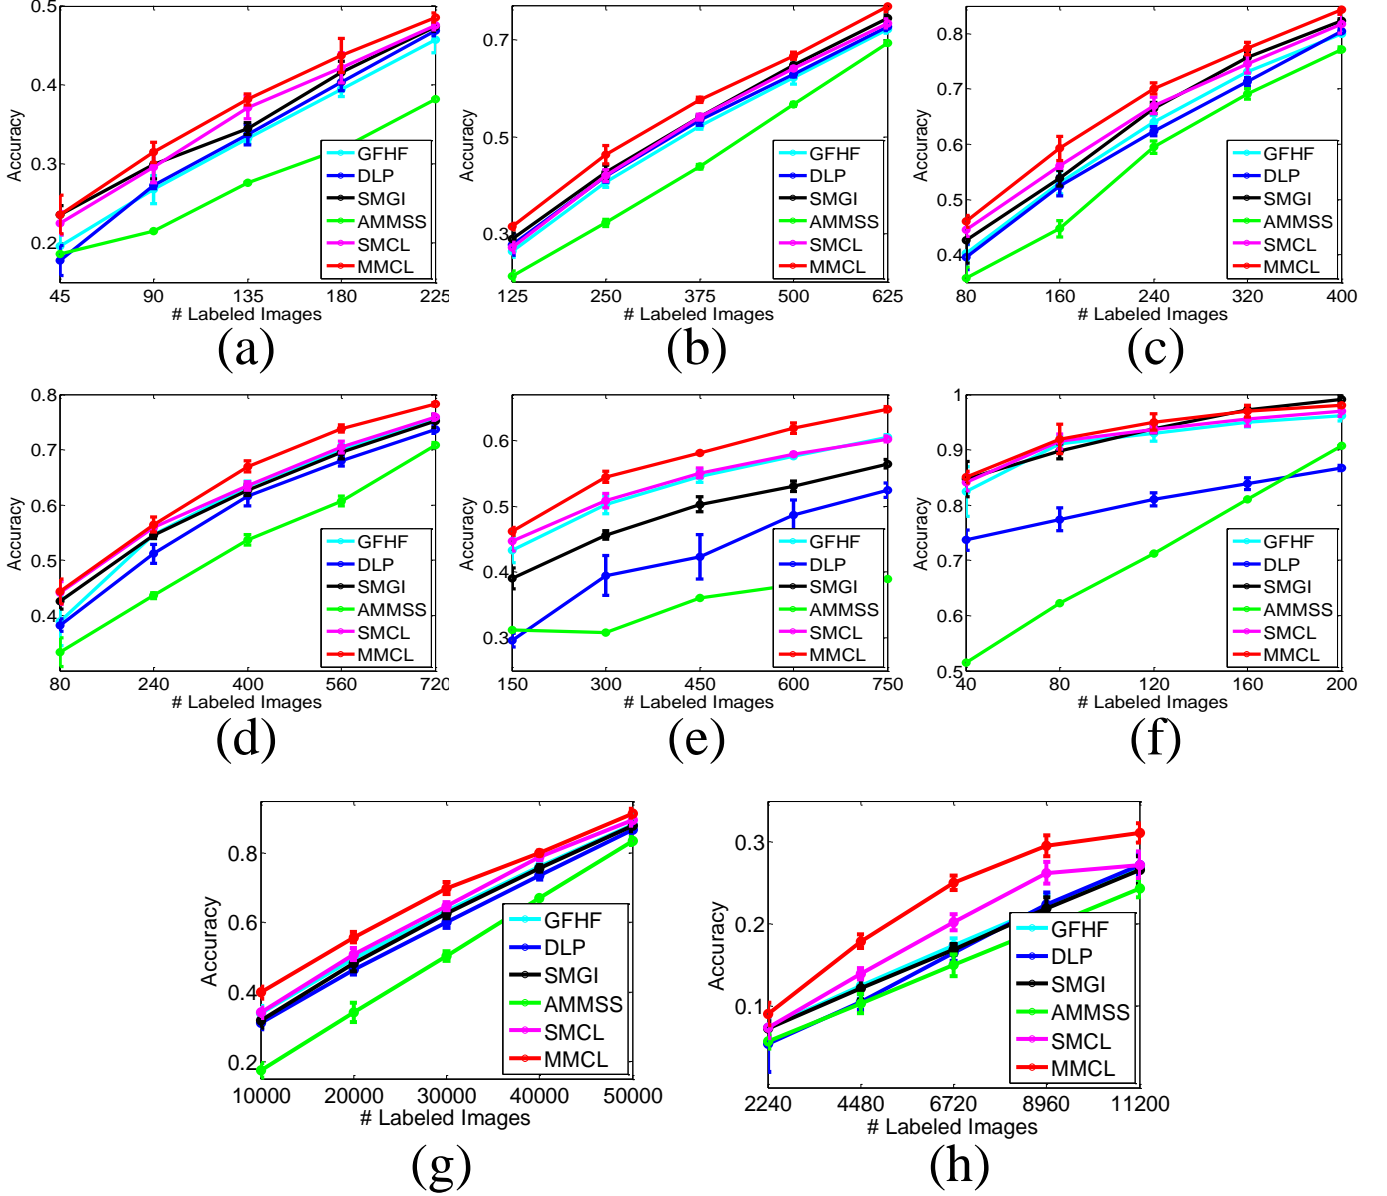 0.5
0.4
0.3
0.2
Accuracy
GFHF
DLP
SMGI
AMMSS
SMCL
MMCL
45 90 135 180 225
# Labeled Images
(a)
0.7
0.5
0.3
Accuracy
GFHF
DLP
SMGI
AMMSS
SMCL
MMCL
125 250 375 500 625
# Labeled Images
(b)
0.8
0.7
0.6
0.5
0.4
Accuracy
GFHF
DLP
SMGI
AMMSS
SMCL
MMCL
80 160 240 320 400
# Labeled Images
(c)
0.8
0.7
0.6
0.5
0.4
Accuracy
GFHF
DLP
SMGI
AMMSS
SMCL
MMCL
80 240 400 560 720
# Labeled Images
(d)
0.6
0.5
0.4
0.3
Accuracy
GFHF
DLP
SMGI
AMMSS
SMCL
MMCL
150 300 450 600 750
# Labeled Images
(e)
1
0.9
0.8
0.7
0.6
0.5
Accuracy
GFHF
DLP
SMGI
AMMSS
SMCL
MMCL
40 80 120 160 200
# Labeled Images
(f)
0.8
0.6
0.4
0.2
Accuracy
GFHF
DLP
SMGI
AMMSS
SMCL
MMCL
10000 20000 30000 40000 50000
# Labeled Images
(g)
0.3
0.2
0.1
Accuracy
GFHF
DLP
SMGI
AMMSS
SMCL
MMCL
2240 4480 6720 8960 11200
# Labeled Images
(h)